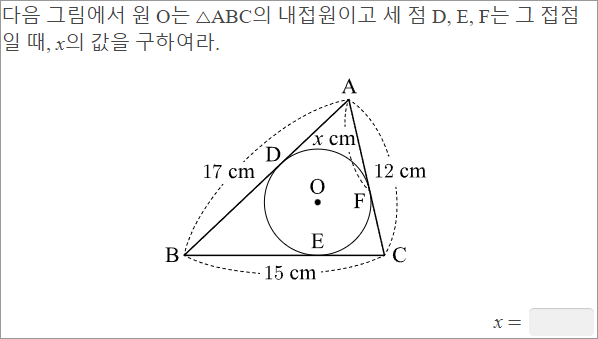 다음 그림에서 원 O는 △ABC의 내접원이고 세 점 D, E, F는 그 접점
일 때, x의 값을 구하여라.
A
x cm
D
17 cm
12 cm
O
F
E
B
C
15 cm
x =